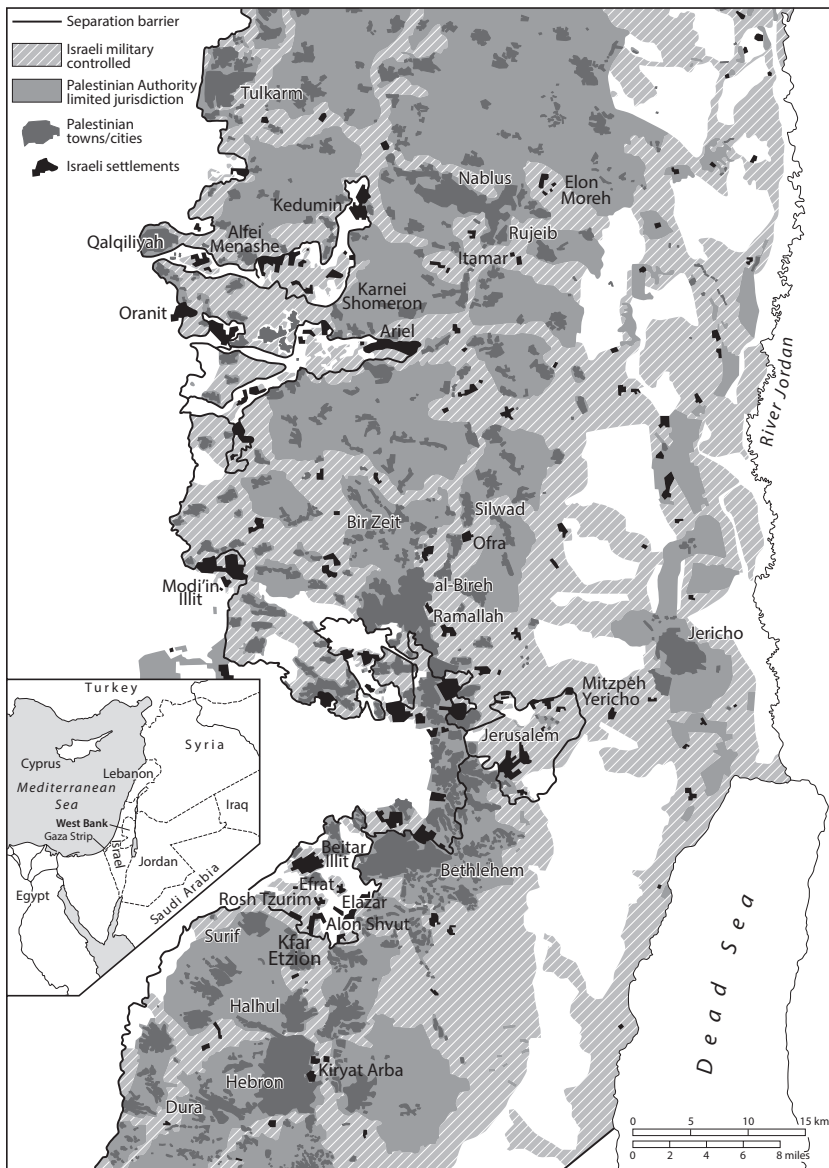 Separation barrier
Israeli military
controlled
Palestinian Authority
limited jurisdiction
Palestinian
towns/cities
Israeli settlements
Tulkarm
Nablus
Elon
Moreh
Kedumin
Rujeib
Qalqiliyah
Alfei
Menashe
Itamar
Karnei
Shomeron
Oranit
Ariel
River Jordan
Silwad
Bir Zeit
Ofra
Modi'in
Illit
al-Bireh
Ramallah
Jericho
Mitzpeh
Yericho
Jerusalem
Turkey
Syria
Cyprus
Lebanon
Mediterranean
Sea
Iraq
West Bank
Gaza Strip
Israel
Jordan
Egypt
Saudi Arabia
Beitar
Illit
Bethlehem
Efrat
Rosh Tzurim
Elazar
Alon Shvut
Surif
Kfar
Etzion
Dead Sea
Halhul
Kiryat Arba
Hebron
Dura
0 5 10 15 km
0 2 4 6 8 miles